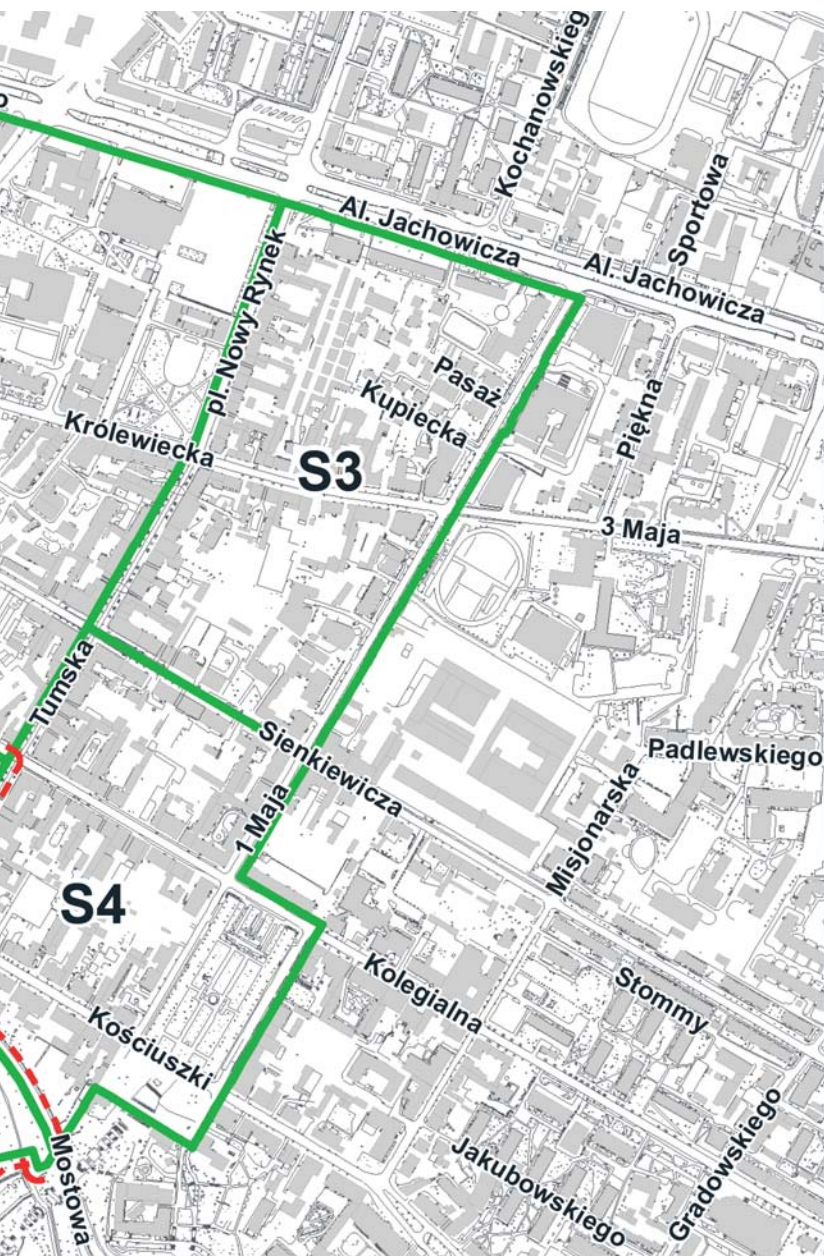 Kochanowskieg
Al. Jachowicza
Sportowa
Al. Jachowicza
pl. Nowy Rynek
Pasaż
Kupiecka
Piękna
Królewiecka
S3
3 Maja
Tumska
Sienkiewicza
Padlewskiego
1 Maja
Misjonarska
S4
Kolegialna
Stommy
Kościuszki
Mostowa
Jakubowskiego
Gradowskiego